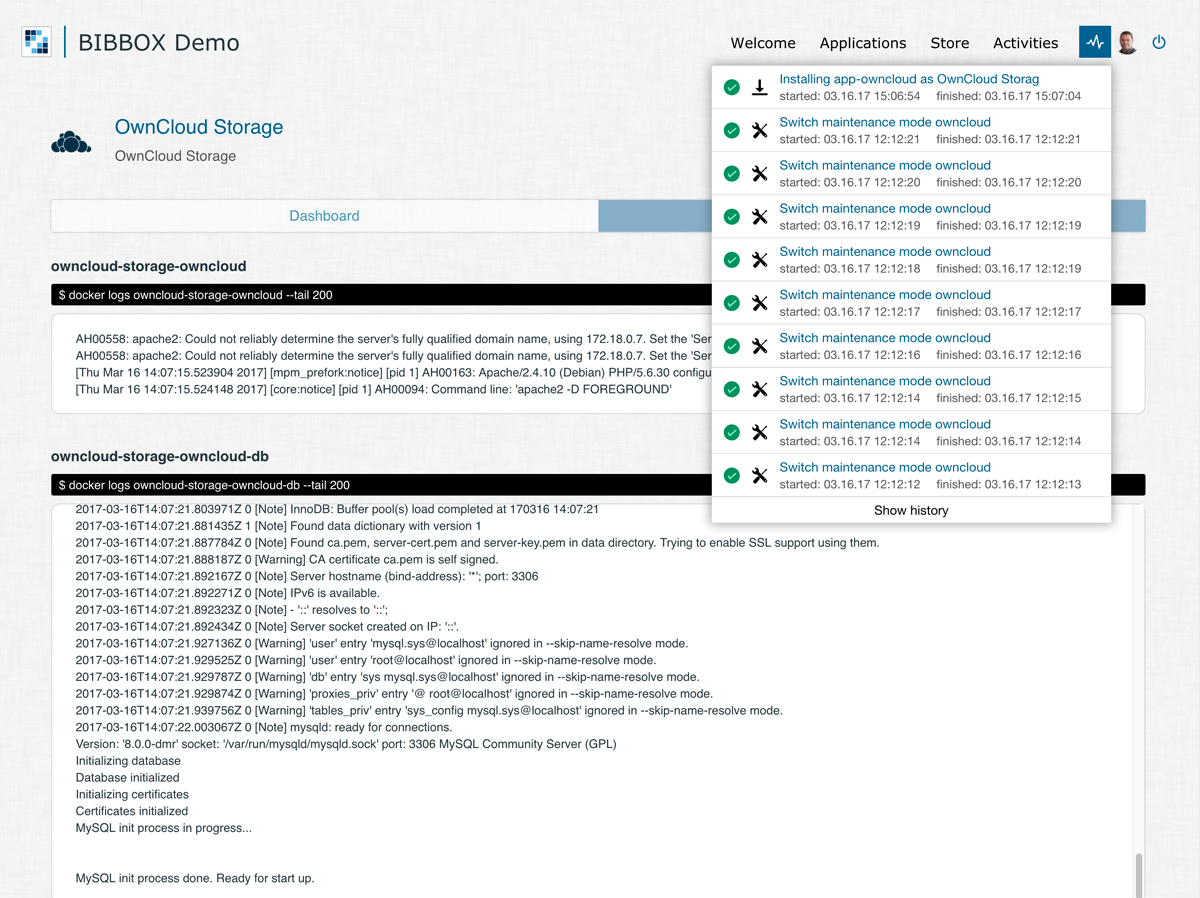 BIBBOX Demo
Welcome Applications Store Activities
Installing app-owncloud as OwnCloud Storag
started: 03.16.17 15:06:54 finished: 03.16.17 15:07:04
Switch maintenance mode owncloud
started: 03.16.17 12:12:21 finished: 03.16.17 12:12:21
Switch maintenance mode owncloud
started: 03.16.17 12:12:20 finished: 03.16.17 12:12:20
Switch maintenance mode owncloud
started: 03.16.17 12:12:19 finished: 03.16.17 12:12:19
Switch maintenance mode owncloud
started: 03.16.17 12:12:18 finished: 03.16.17 12:12:19
Switch maintenance mode owncloud
started: 03.16.17 12:12:17 finished: 03.16.17 12:12:17
Switch maintenance mode owncloud
started: 03.16.17 12:12:16 finished: 03.16.17 12:12:16
Switch maintenance mode owncloud
started: 03.16.17 12:12:14 finished: 03.16.17 12:12:15
Switch maintenance mode owncloud
started: 03.16.17 12:12:14 finished: 03.16.17 12:12:14
Switch maintenance mode owncloud
started: 03.16.17 12:12:12 finished: 03.16.17 12:12:13
Show history
OwnCloud Storage
OwnCloud Storage
Dashboard
owncloud-storage-owncloud
$ docker logs owncloud-storage-owncloud --tail 200
AH00558: apache2: Could not reliably determine the server's fully qualified domain name, using 172.18.0.7. Set the 'Ser
AH00558: apache2: Could not reliably determine the server's fully qualified domain name, using 172.18.0.7. Set the 'Ser
[Thu Mar 16 14:07:15.523904 2017] [mpm_prefork:notice] [pid 1] AH00163: Apache/2.4.10 (Debian) PHP/5.6.30 configu
[Thu Mar 16 14:07:15.524148 2017] [core:notice] [pid 1] AH00094: Command line: 'apache2 -D FOREGROUND'
owncloud-storage-owncloud-db
$ docker logs owncloud-storage-owncloud-db --tail 200
2017-03-16T14:07:21.803971Z 0 [Note] InnoDB: Buffer pool(s) load completed at 170316 14:07:21
2017-03-16T14:07:21.881435Z 1 [Note] Found data dictionary with version 1
2017-03-16T14:07:21.887784Z 0 [Note] Found ca.pem, server-cert.pem and server-key.pem in data directory. Trying to enable SSL support using them.
2017-03-16T14:07:21.888187Z 0 [Warning] CA certificate ca.pem is self signed.
2017-03-16T14:07:21.892167Z 0 [Note] Server hostname (bind-address): '*'; port: 3306
2017-03-16T14:07:21.892271Z 0 [Note] IPv6 is available.
2017-03-16T14:07:21.892323Z 0 [Note] - '::' resolves to '::';
2017-03-16T14:07:21.892434Z 0 [Note] Server socket created on IP: '::'.
2017-03-16T14:07:21.927136Z 0 [Warning] 'user' entry 'mysql.sys@localhost' ignored in --skip-name-resolve mode.
2017-03-16T14:07:21.929525Z 0 [Warning] 'user' entry 'root@localhost' ignored in --skip-name-resolve mode.
2017-03-16T14:07:21.929787Z 0 [Warning] 'db' entry 'sys mysql.sys@localhost' ignored in --skip-name-resolve mode.
2017-03-16T14:07:21.929874Z 0 [Warning] 'proxies_priv' entry '@ root@localhost' ignored in --skip-name-resolve mode.
2017-03-16T14:07:21.939756Z 0 [Warning] 'tables_priv' entry 'sys_config mysql.sys@localhost' ignored in --skip-name-resolve mode.
2017-03-16T14:07:22.003067Z 0 [Note] mysqld: ready for connections.
Version: '8.0.0-dmr' socket: '/var/run/mysqld/mysqld.sock' port: 3306 MySQL Community Server (GPL)
Initializing database
Database initialized
Initializing certificates
Certificates initialized
MySQL init process in progress...
MySQL init process done. Ready for start up.